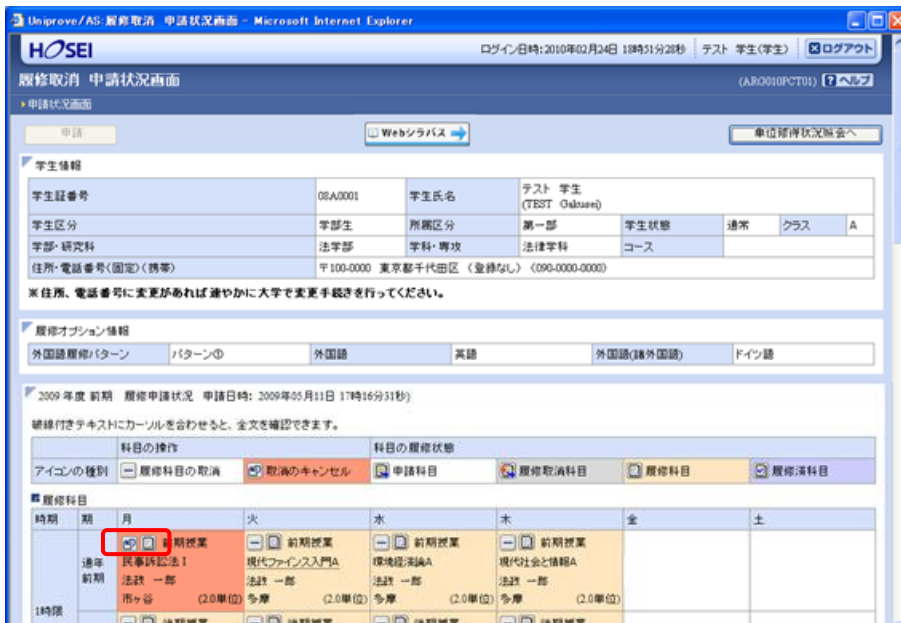 Uniprove/AS:履修取消 申請状況画面 - Microsoft Internet Explorer
HOSEI
ログイン日時:2010年02月24日 18時51分28秒 テスト 学生(学生) ログアウト
履修取消 申請状況画面
(ARO010PCT01) ? ヘルプ
申請状況画面
申請 Webシラバス 単位修得状況照会へ
学生情報
学生証番号 08A0001 学生氏名 テスト 学生
(TEST Gakusei)
学生区分 学部生 所属区分 第一部 学生状態 通常 クラス A
学部・研究科 法学部 学科・専攻 法律学科 コース
住所・電話番号(固定)(携帯) 〒100-0000 東京都千代田区 (登録なし) (090-0000-0000)
※住所、電話番号に変更があれば速やかに大学で変更手続きを行ってください。
履修オプション情報
外国語履修パターン パターン① 外国語 英語 外国語(諸外国語) ドイツ語
2009 年度 前期 履修申請状況 申請日時: 2009年05月11日 17時16分31秒)
破線付きテキストにカーソルを合わせると、全文を確認できます。
科目の操作 科目の履修状態
アイコンの種別 履修科目の取消 取消のキャンセル 申請科目 履修取消科目 履修科目 履修済科目
履修科目
時期 期 月 火 水 木 金 土
1時限
通年
前期
前期授業 前期授業 前期授業 前期授業
民事訴訟法Ⅰ 現代ファインス入門A 環境経済論A 現代社会と情報A
法政 一郎 法政 一郎 法政 一郎 法政 一郎
市ヶ谷 (2.0単位) 多摩 (2.0単位) 多摩 (2.0単位) 多摩 (2.0単位)